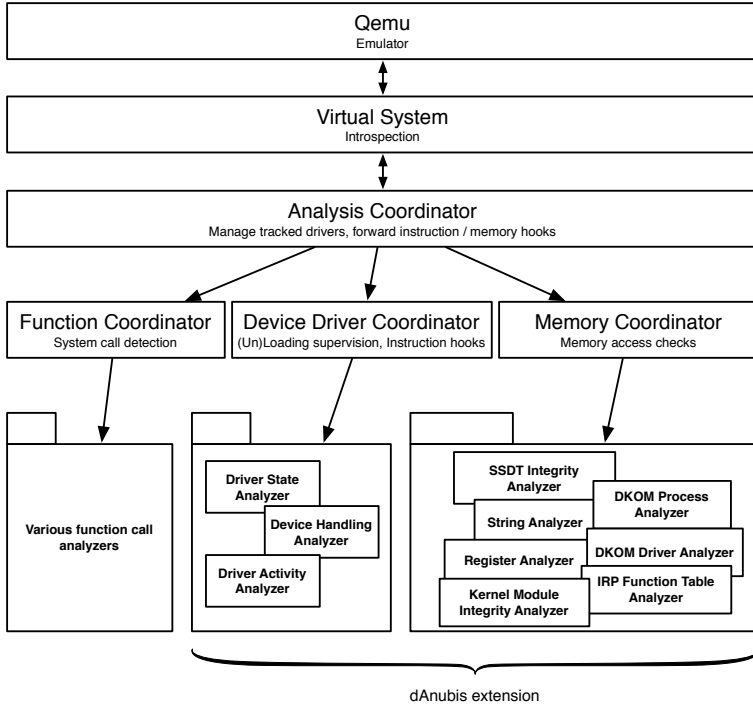 Qemu
Emulator
Virtual System
Introspection
Analysis Coordinator
Manage tracked drivers, forward instruction / memory hooks
Function Coordinator
System call detection
Device Driver Coordinator
(Un)Loading supervision, Instruction hooks
Memory Coordinator
Memory access checks
Various function call
analyzers
Driver State
Analyzer
Device Handling
Analyzer
Driver Activity
Analyzer
SSDT Integrity
Analyzer
DKOM Process
Analyzer
String Analyzer
DKOM Driver Analyzer
Register Analyzer
IRP Function Table
Analyzer
Kernel Module
Integrity Analyzer
dAnubis extension